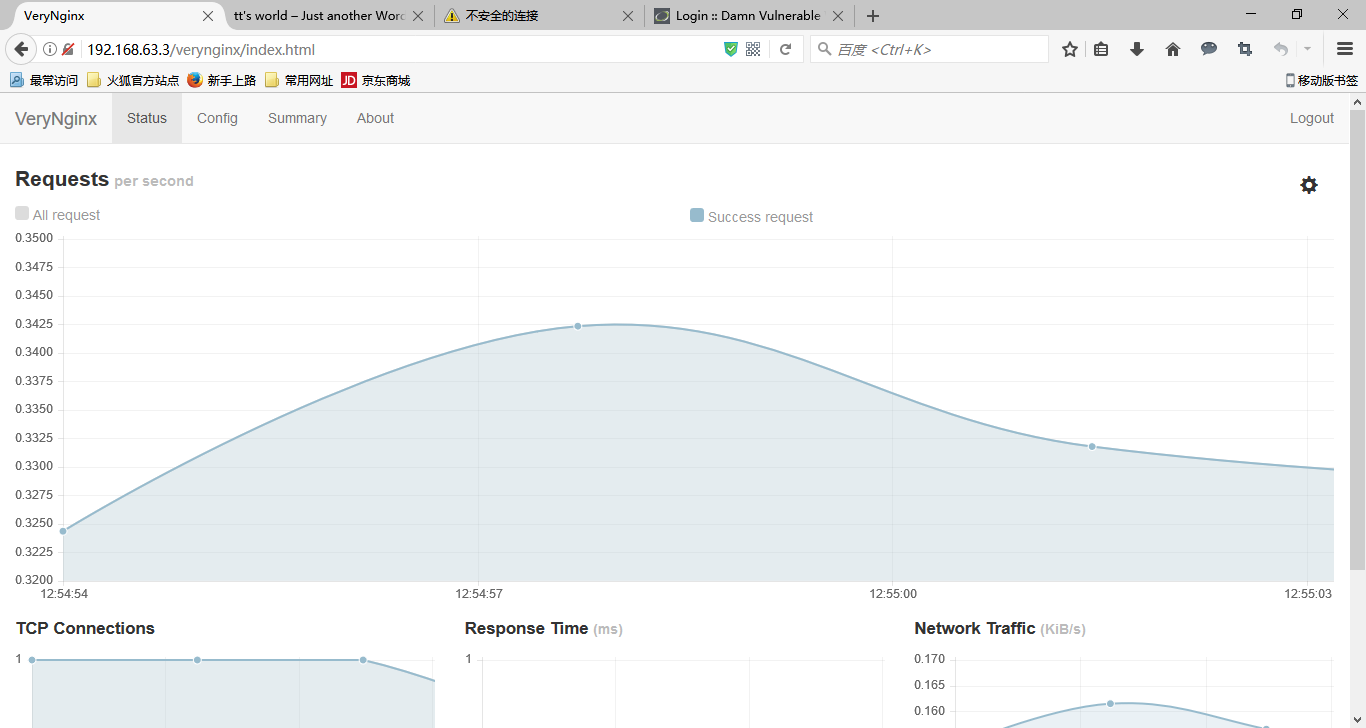 VeryNginx
tt's world – Just another Word
不安全的连接
Login :: Damn Vulnerable
192.168.63.3/verynginx/index.html
百度 <Ctrl+K>
最常访问
火狐官方站点
新手上路
常用网址
JD
京东商城
移动版书签
VeryNginx
Status
Config
Summary
About
Logout
Requests per second
All request
Success request
0.3500
0.3475
0.3450
0.3425
0.3400
0.3375
0.3350
0.3325
0.3300
0.3275
0.3250
0.3225
0.3200
12:54:54
12:54:57
12:55:00
12:55:03
TCP Connections
1
Response Time (ms)
1
Network Traffic (KiB/s)
0.170
0.165
0.160